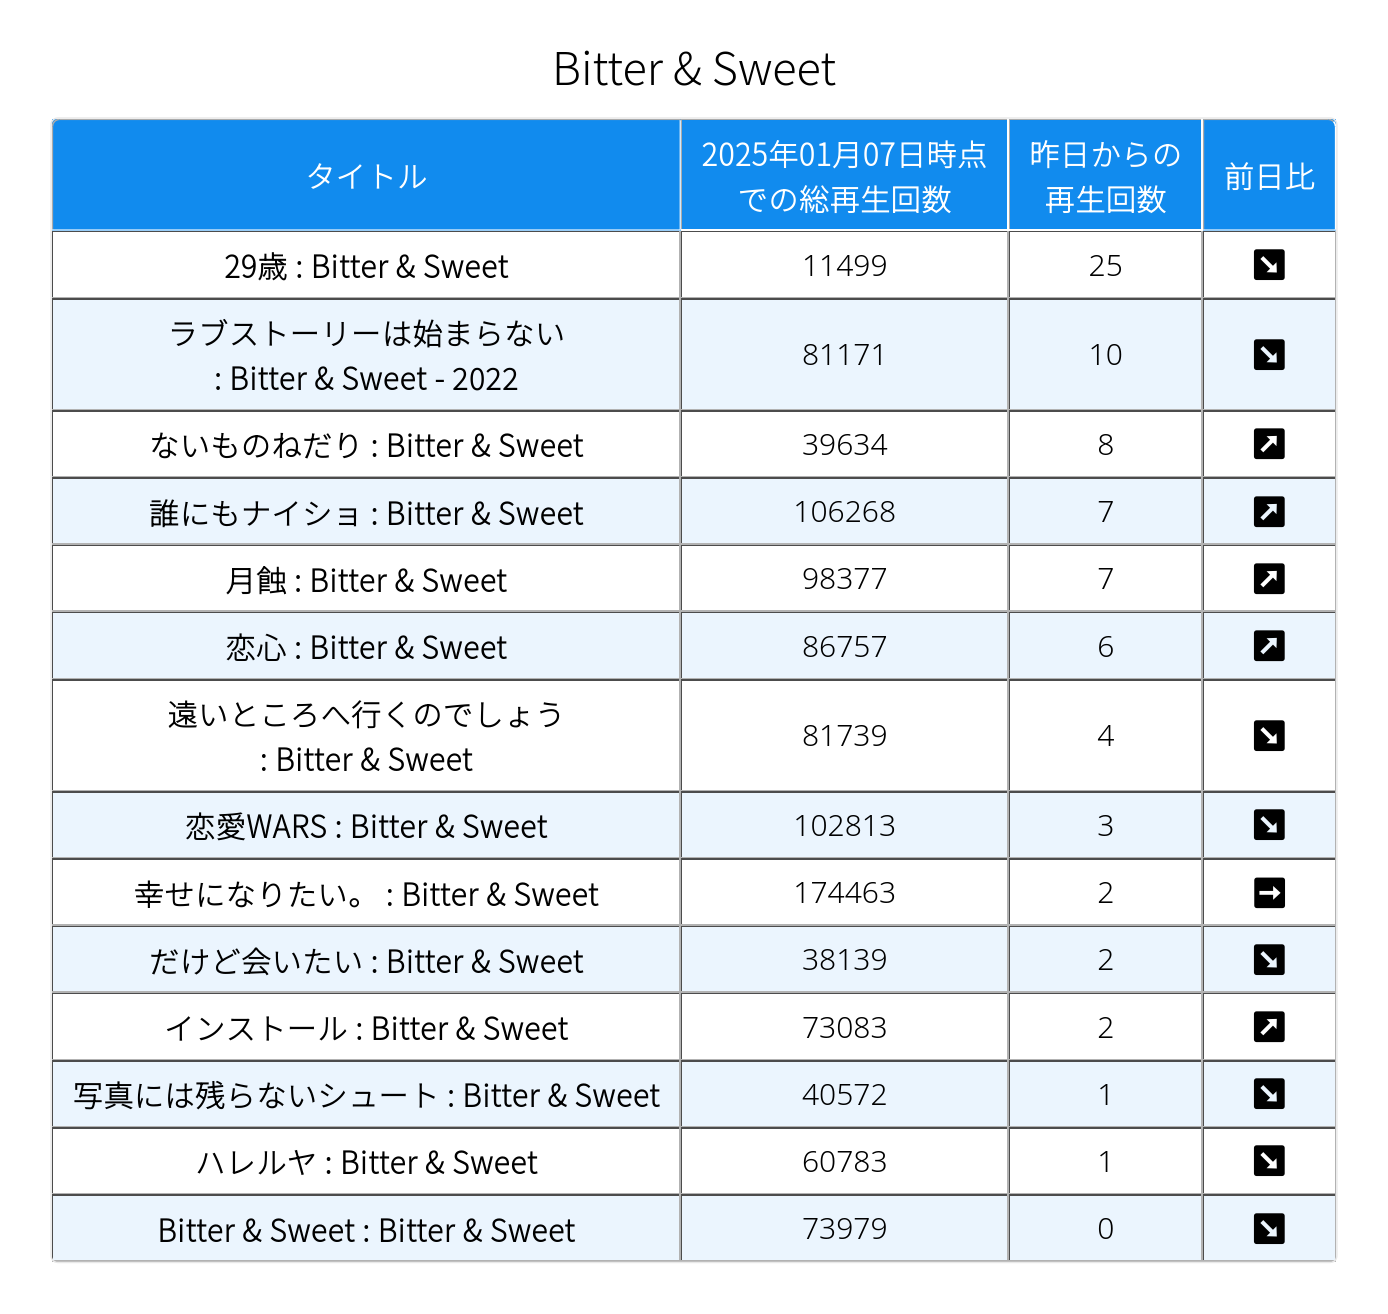 Bitter & Sweet
タイトル
2025年01月07日時点
での総再生回数
昨日からの
再生回数
前日比
29歳 : Bitter & Sweet
11499
25
ラブストーリーは始まらない
: Bitter & Sweet - 2022
81171
10
ないものねだり : Bitter & Sweet
39634
8
誰にもナイショ : Bitter & Sweet
106268
7
月蝕 : Bitter & Sweet
98377
7
恋心 : Bitter & Sweet
86757
6
遠いところへ行くのでしょう
: Bitter & Sweet
81739
4
恋愛WARS : Bitter & Sweet
102813
3
幸せになりたい。 : Bitter & Sweet
174463
2
だけど会いたい : Bitter & Sweet
38139
2
インストール : Bitter & Sweet
73083
2
写真には残らないシュート : Bitter & Sweet
40572
1
ハレルヤ : Bitter & Sweet
60783
1
Bitter & Sweet : Bitter & Sweet
73979
0